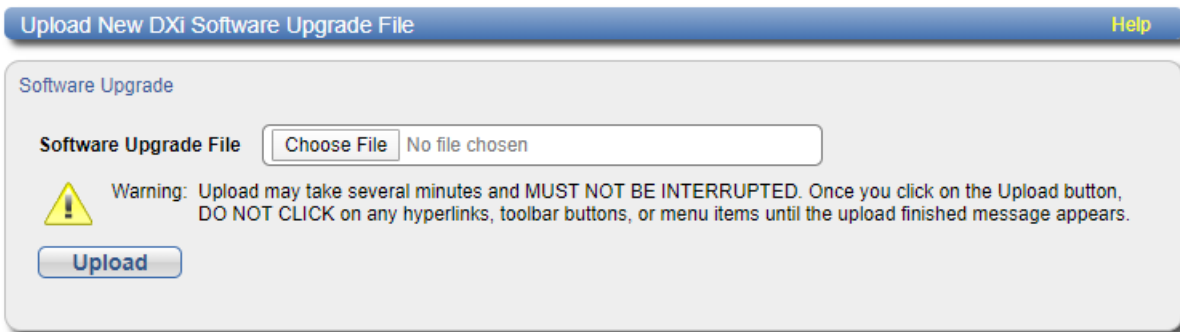 Upload New DXi Software Upgrade File Help
Software Upgrade
Software Upgrade File Choose File No file chosen
Warning: Upload may take several minutes and MUST NOT BE INTERRUPTED. Once you click on the Upload button,
DO NOT CLICK on any hyperlinks, toolbar buttons, or menu items until the upload finished message appears.
Upload